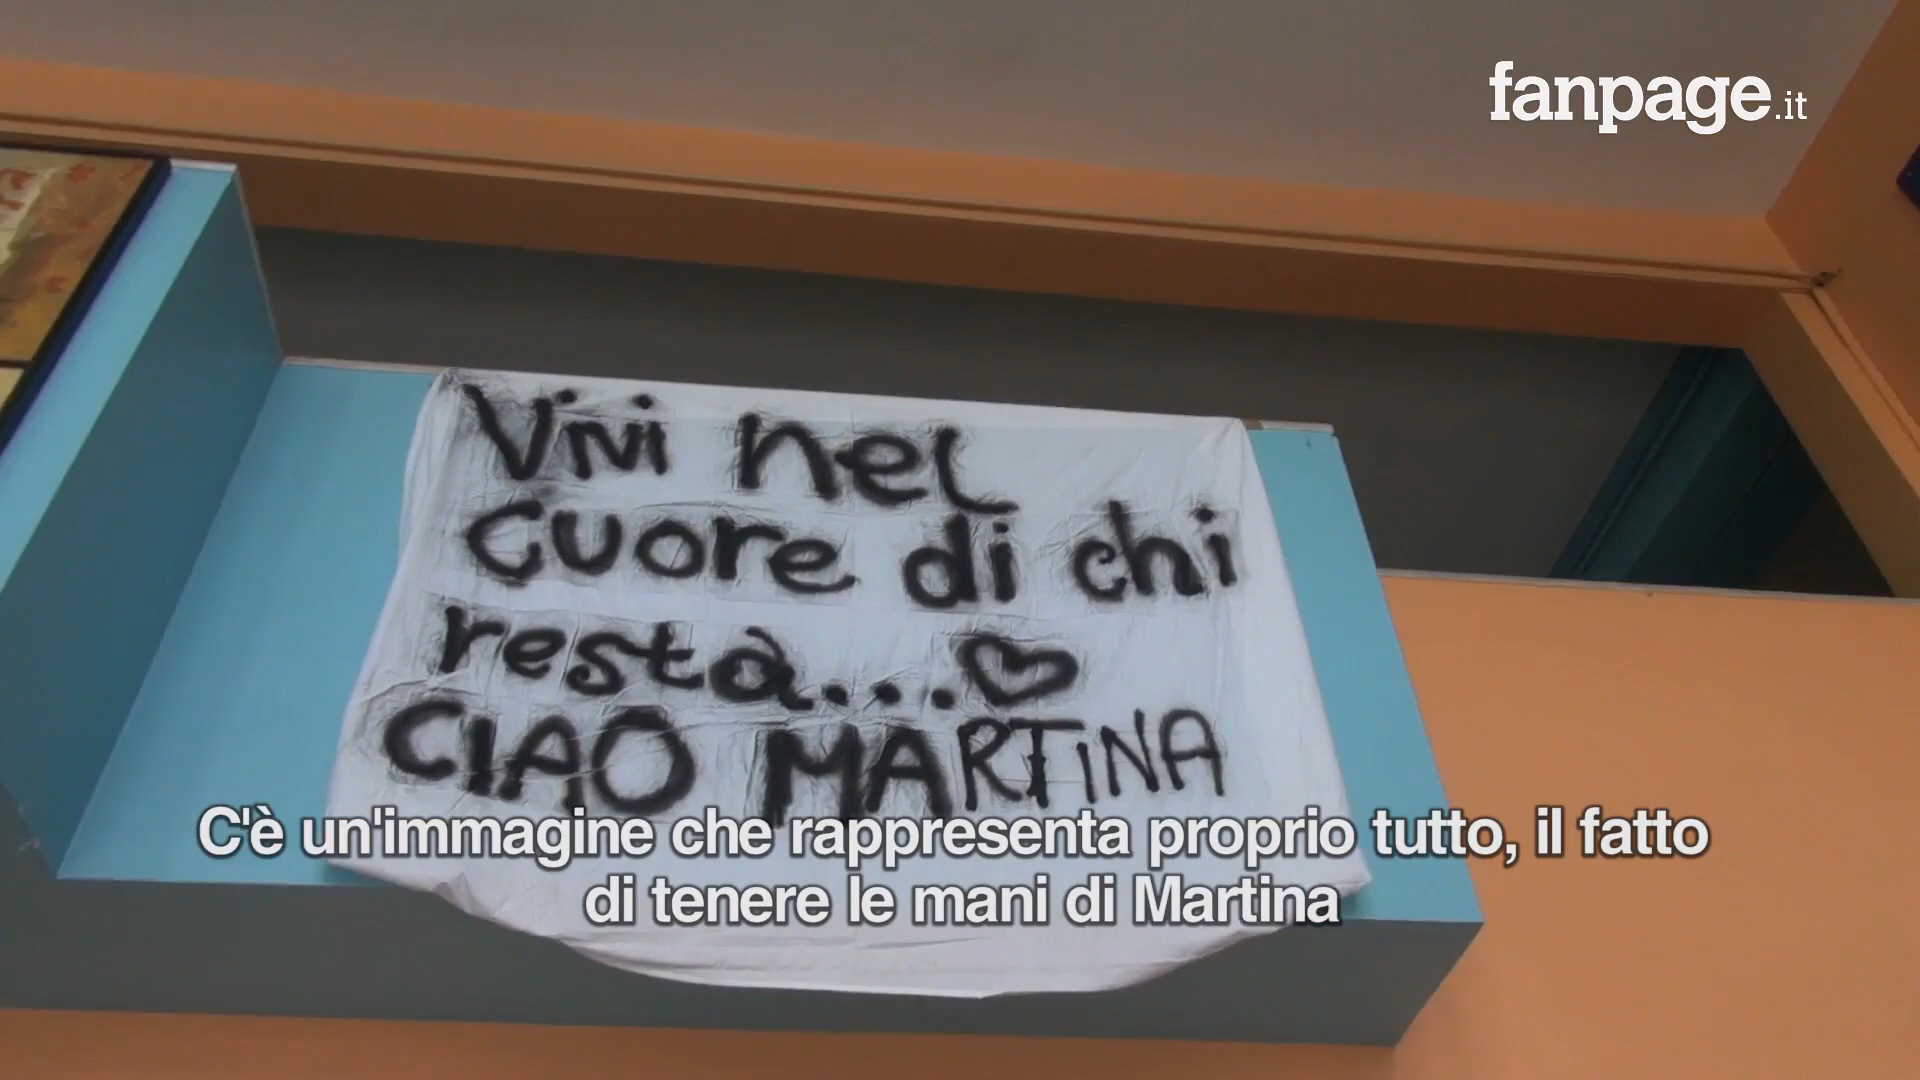 fanpage.it
Vivi nel
cuore di chi
resta...
CIAO MARTINA
C'è un'immagine che rappresenta proprio tutto, il fatto
di tenere le mani di Martina